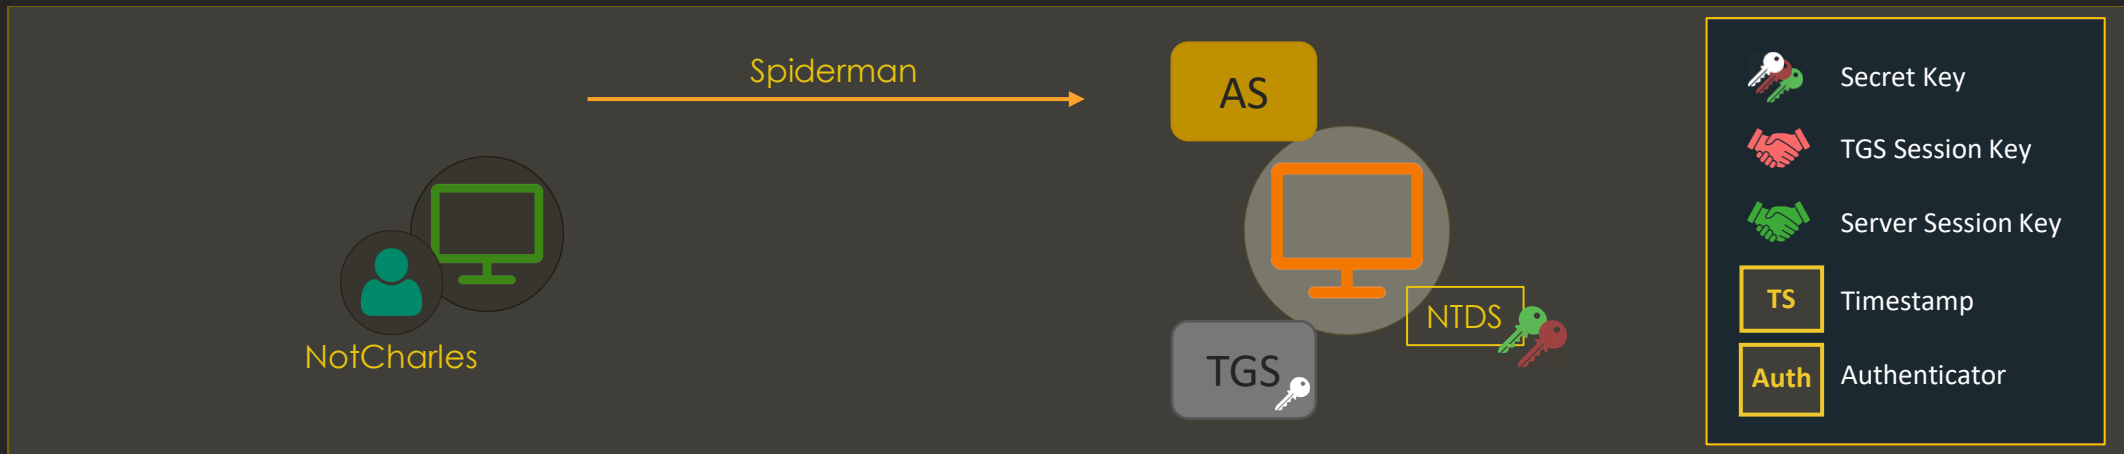 Spiderman
AS
NTDS
TGS
NotCharles
Secret Key
TGS Session Key
Server Session Key
TS
Timestamp
Auth
Authenticator